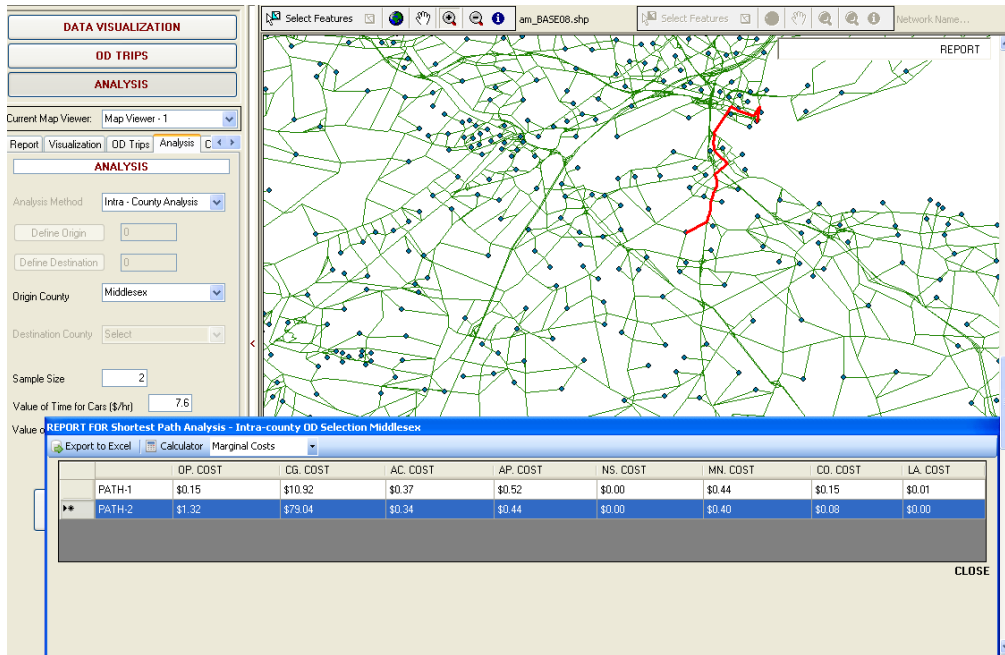 DATA VISUALIZATION
OD TRIPS
ANALYSIS
Current Map Viewer: Map Viewer - 1
Report Visualization OD Trips Analysis C
ANALYSIS
Analysis Method Intra - County Analysis
Define Origin 0
Define Destination 0
Origin County Middlesex
Destination County Select
Sample Size 2
Value of Time for Cars ($/hr) 7.6
Value o
Select Features am_BASE08.shp Select Features Network Name...
REPORT
REPORT FOR Shortest Path Analysis - Intra-county OD Selection Middlesex
Export to Excel Calculator Marginal Costs
OP. COST CG. COST AC. COST AP. COST NS. COST MN. COST CO. COST LA. COST
PATH-1 $0.15 $10.92 $0.37 $0.52 $0.00 $0.44 $0.15 $0.01
PATH-2 $1.32 $79.04 $0.34 $0.44 $0.00 $0.40 $0.08 $0.00
CLOSE